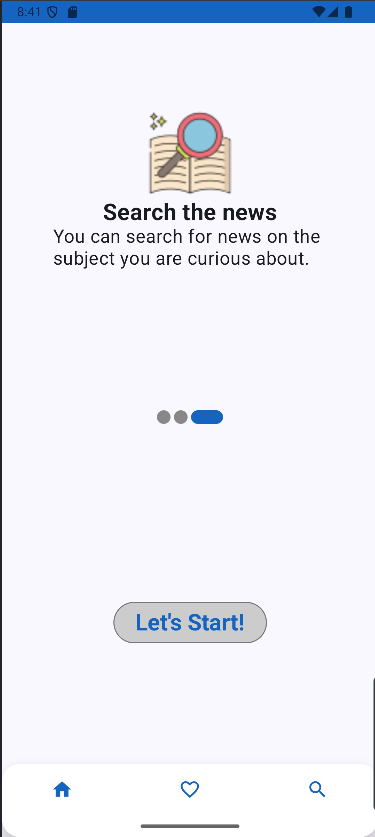 8:41
Search the news
You can search for news on the
subject you are curious about.
Let's Start!